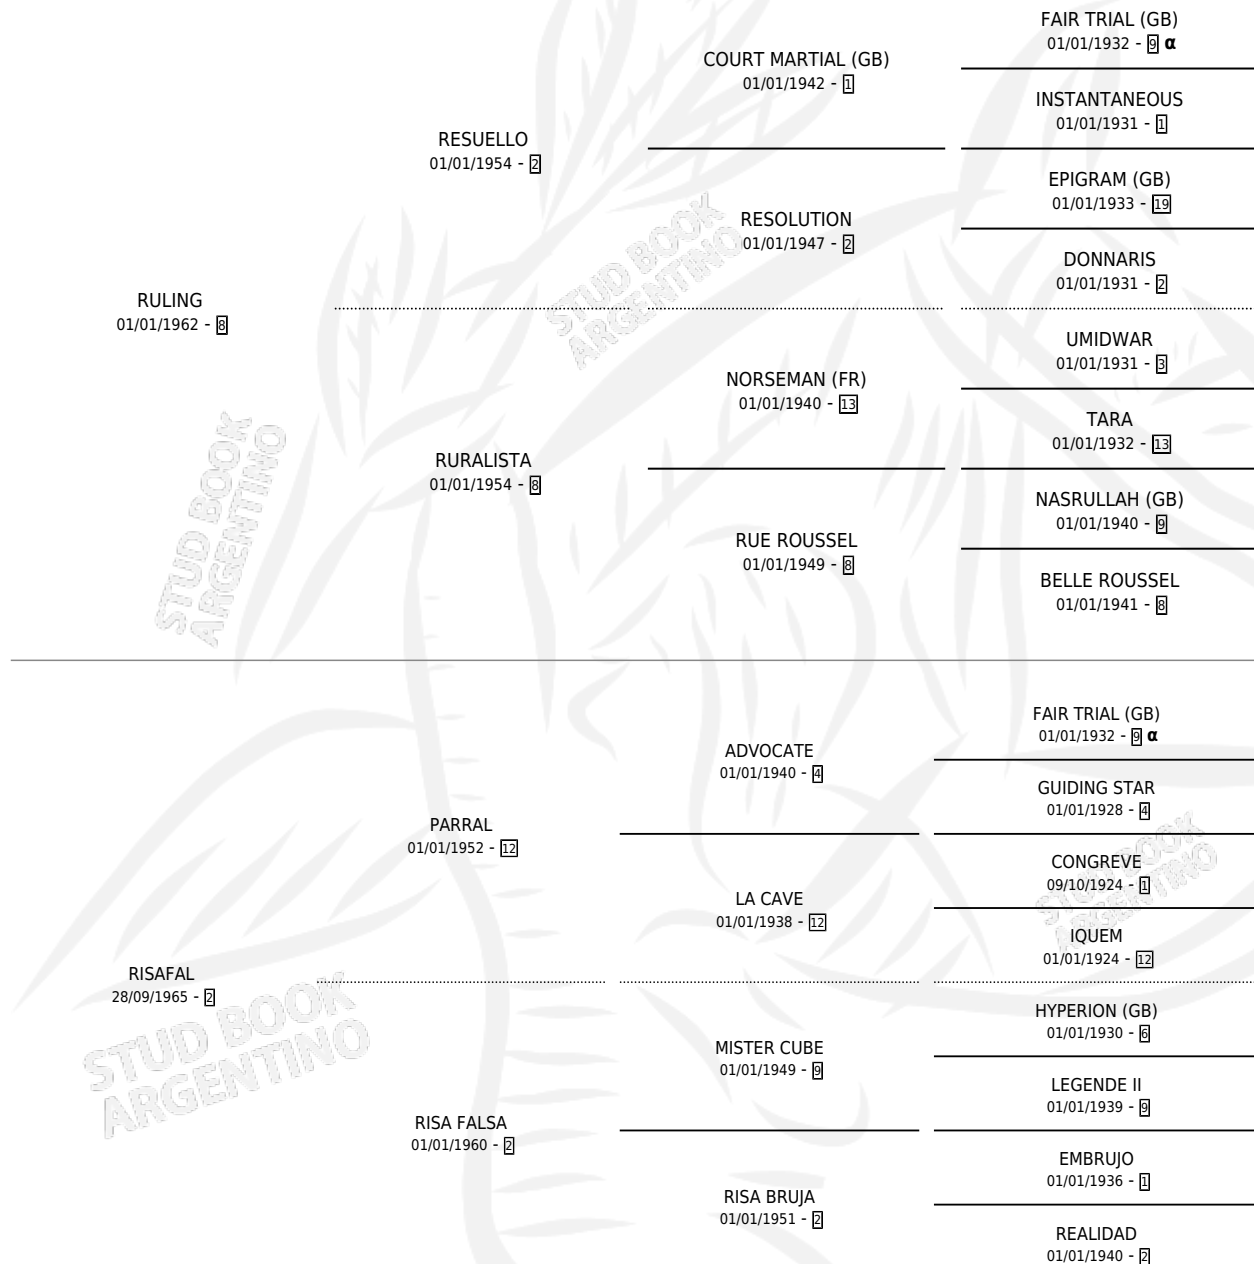 FAIR TRIAL (GB)
01/01/1932 - 9 α
COURT MARTIAL (GB)
01/01/1942 - 1
INSTANTANEOUS
01/01/1931 - 1
RESUELLO
01/01/1954 - 2
EPIGRAM (GB)
01/01/1933 - 19
RESOLUTION
01/01/1947 - 2
DONNARIS
01/01/1931 - 2
RULING
01/01/1962 - 8
UMIDWAR
01/01/1931 - 3
NORSEMAN (FR)
01/01/1940 - 13
TARA
01/01/1932 - 13
RURALISTA
01/01/1954 - 8
NASRULLAH (GB)
01/01/1940 - 9
RUE ROUSSEL
01/01/1949 - 8
BELLE ROUSSEL
01/01/1941 - 8
STUD BOOK
ARGENTINO
STUD BOOK
ARGENTINO
FAIR TRIAL (GB)
01/01/1932 - 9 α
ADVOCATE
01/01/1940 - 4
GUIDING STAR
01/01/1928 - 4
PARRAL
01/01/1952 - 12
CONGREVE
09/10/1924 - 1
LA CAVE
01/01/1938 - 12
IQUEM
01/01/1924 - 12
RISAFAL
28/09/1965 - 2
HYPERION (GB)
01/01/1930 - 6
MISTER CUBE
01/01/1949 - 9
LEGENDE II
01/01/1939 - 9
RISA FALSA
01/01/1960 - 2
EMBRUJO
01/01/1936 - 1
RISA BRUJA
01/01/1951 - 2
REALIDAD
01/01/1940 - 2
STUD BOOK
ARGENTINO
STUD BOOK
ARGENTINO